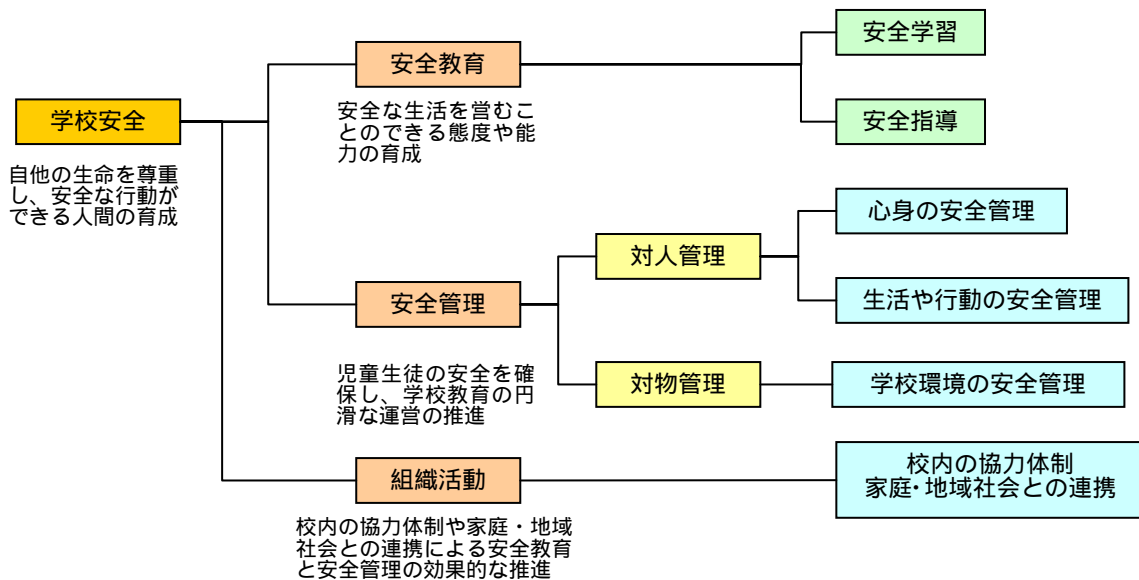 学校安全
自他の生命を尊重
し、安全な行動が
できる人間の育成
安全教育
安全な生活を営むこ
とのできる態度や能
力の育成
安全学習
安全指導
安全管理
児童生徒の安全を確
保し、学校教育の円
滑な運営の推進
対人管理
心身の安全管理
生活や行動の安全管理
対物管理
学校環境の安全管理
組織活動
校内の協力体制や家庭・地域
社会との連携による安全教育
と安全管理の効果的な推進
校内の協力体制
家庭・地域社会との連携